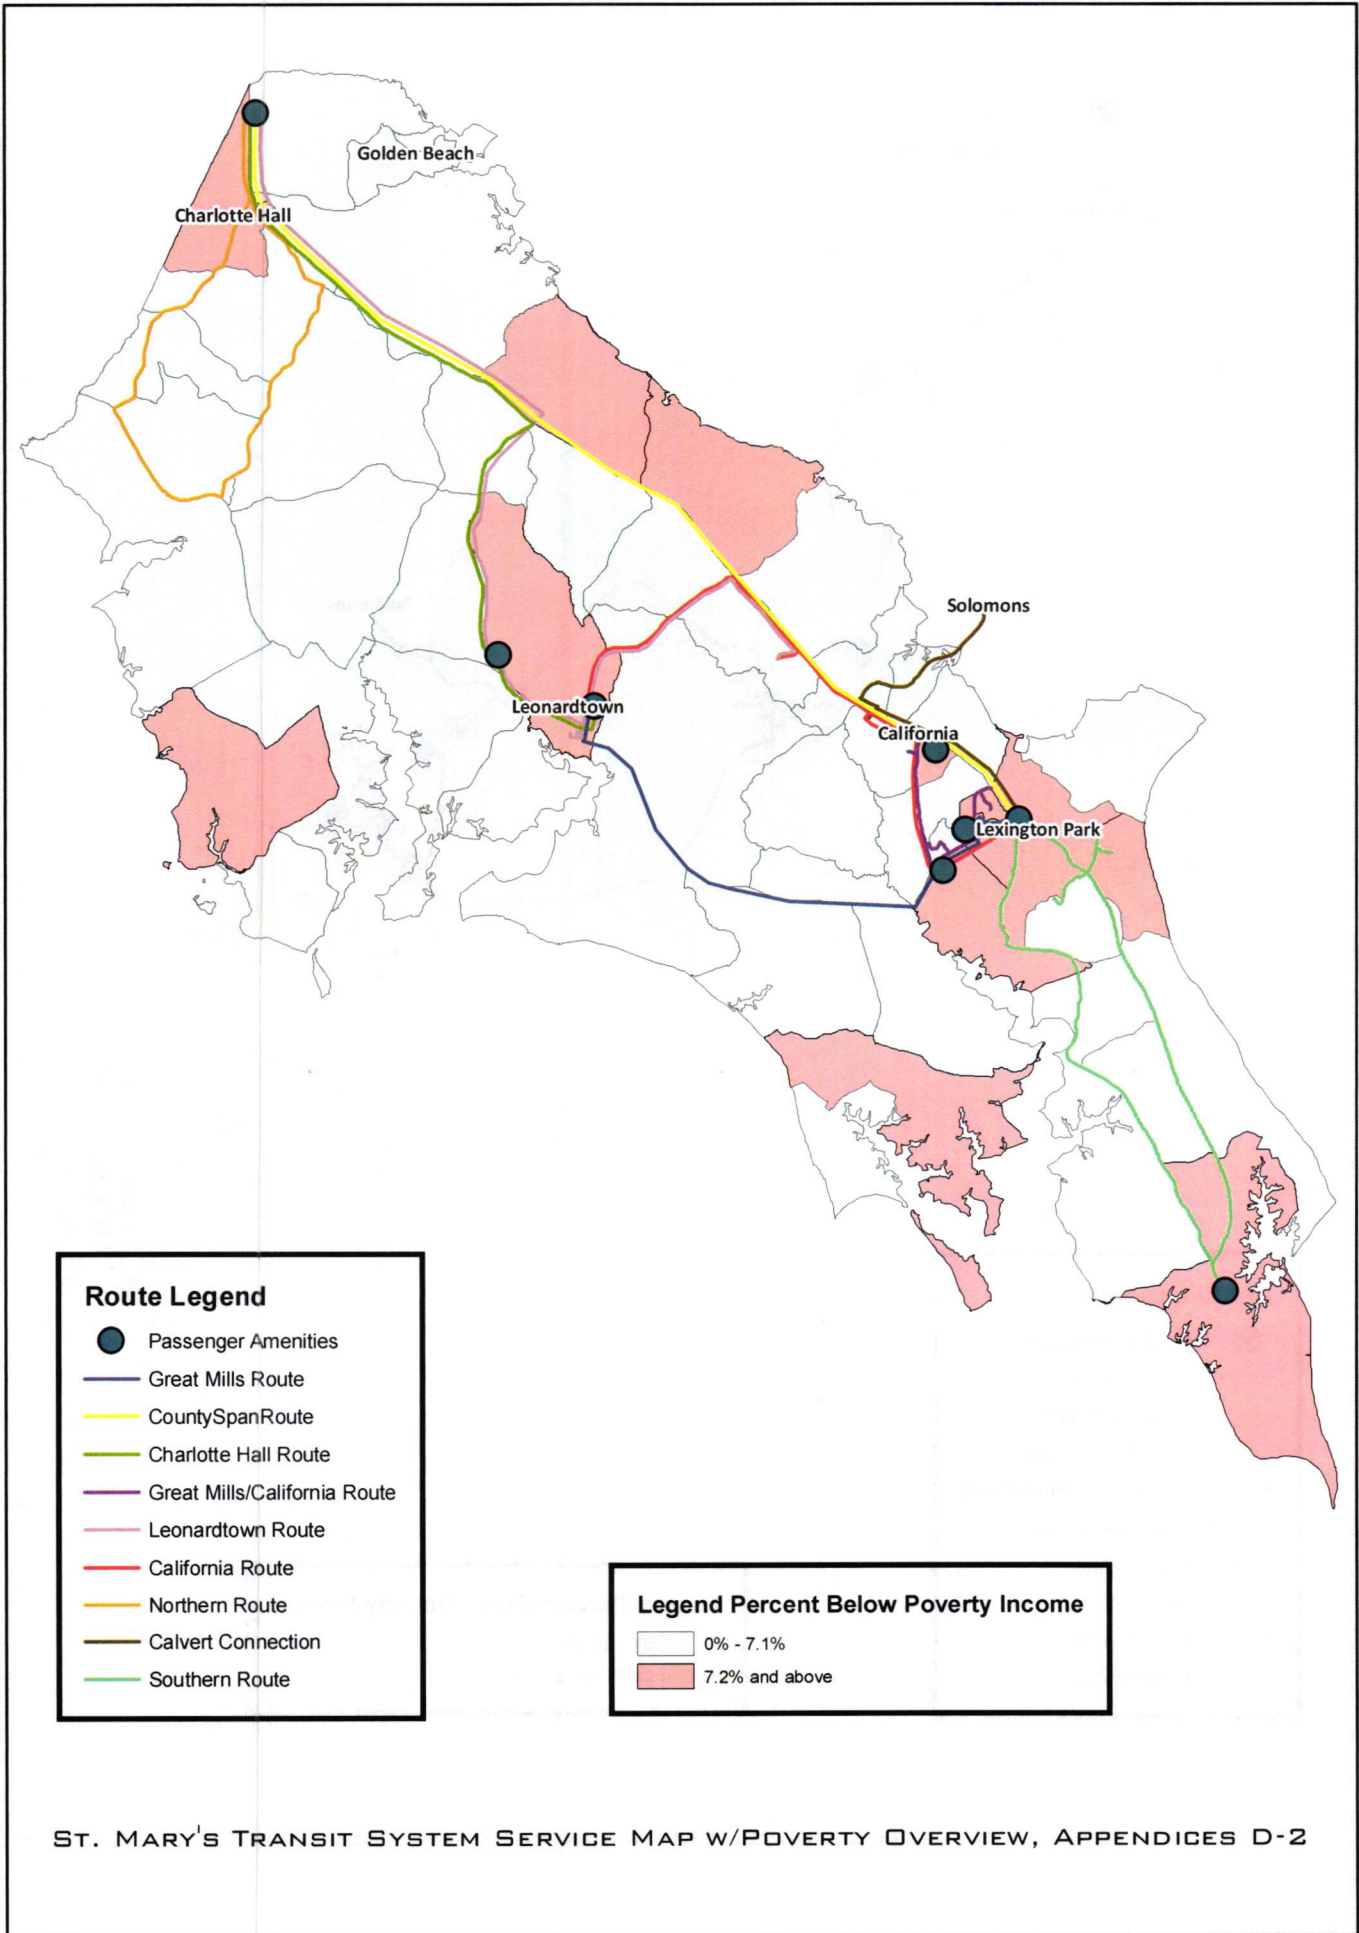 Golden Beach
Charlotte Hall
Solomons
Leonardtown
California
Lexington Park
Route Legend
Passenger Amenities
Great Mills Route
CountySpanRoute
Charlotte Hall Route
Great Mills/California Route
Leonardtown Route
California Route
Northern Route
Calvert Connection
Southern Route
Legend Percent Below Poverty Income
0% - 7.1%
7.2% and above
ST. MARY'S TRANSIT SYSTEM SERVICE MAP W/POVERTY OVERVIEW, APPENDICES D-2